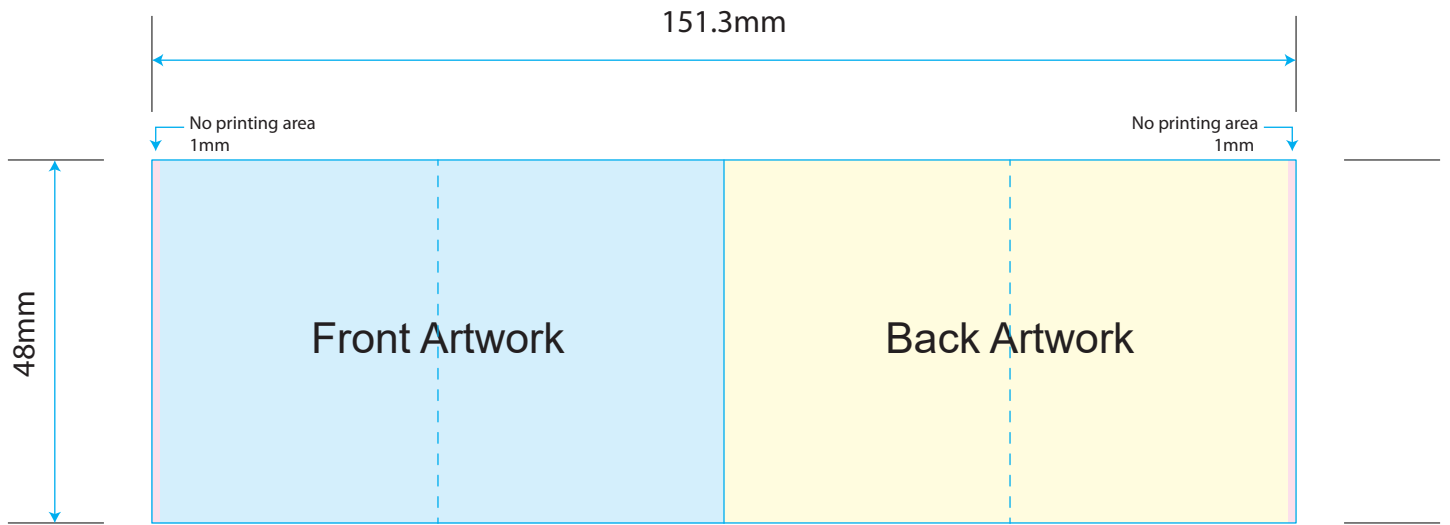 151.3mm
No printing area
1mm
No printing area
1mm
48mm
Front Artwork
Back Artwork